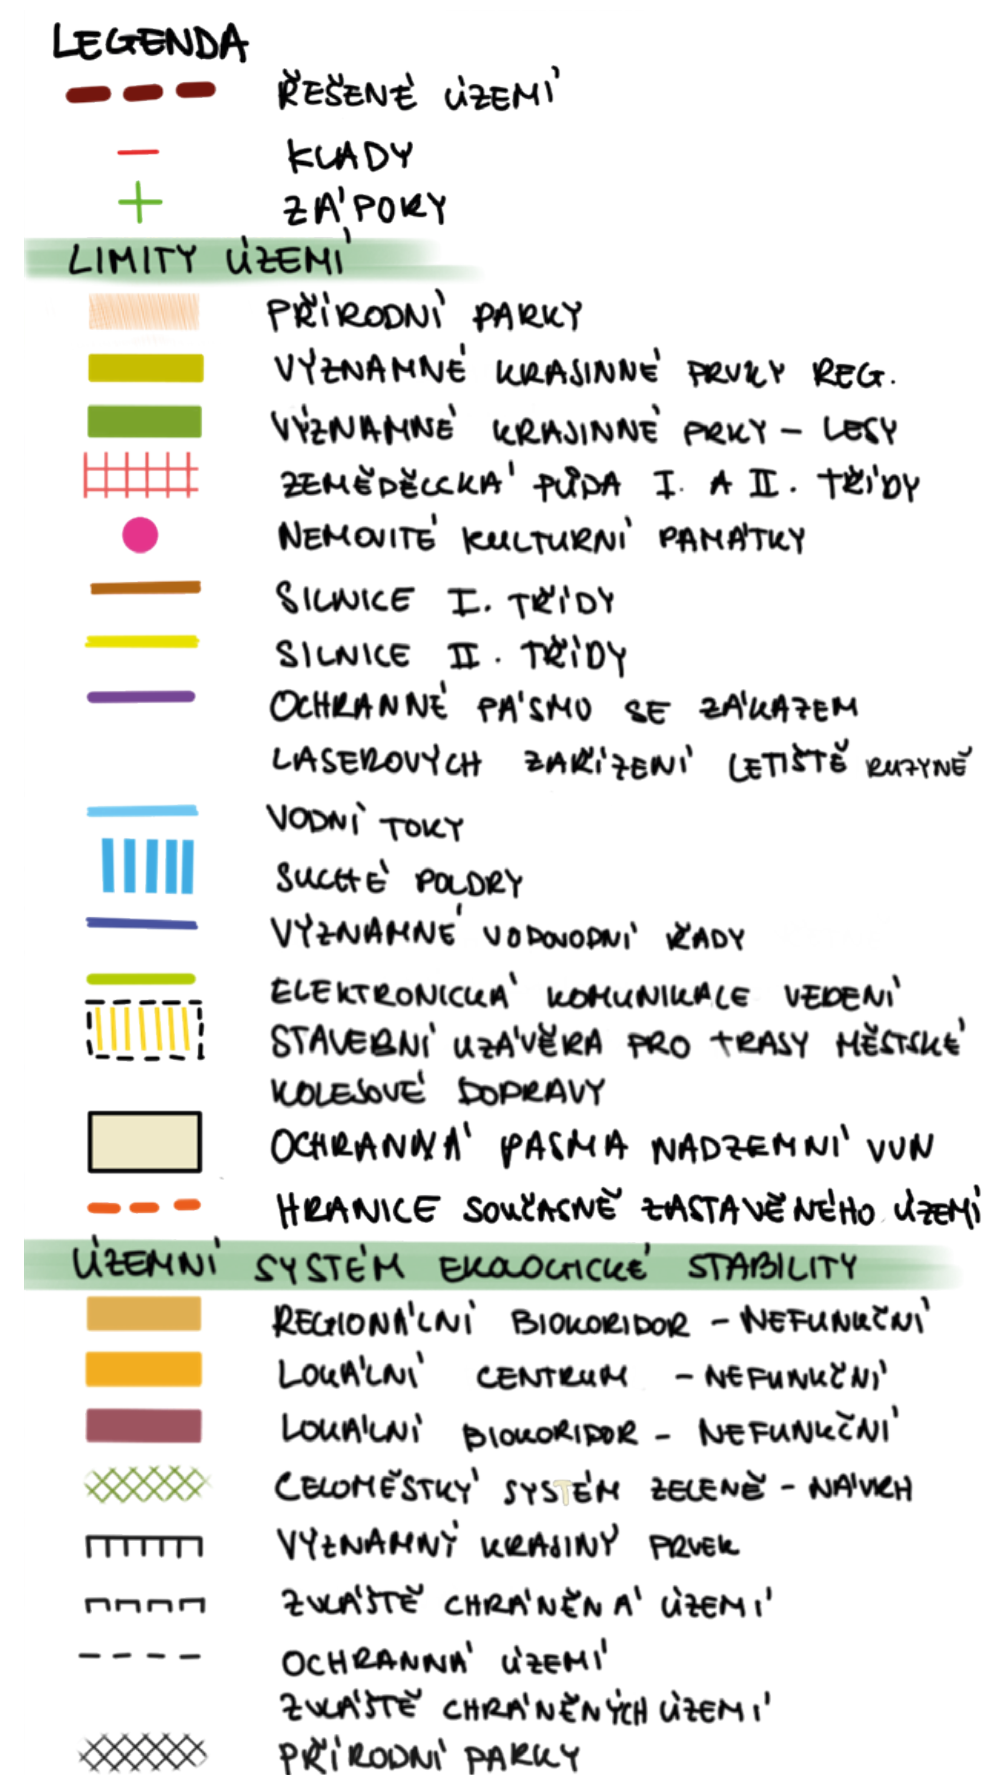 LEGENDA
ŘEŠENÉ ÚZEMÍ
KLADY
ZÁPORY
LIMITY ÚZEMÍ
PŘÍRODNÍ PARKY
VÝZNAMNÉ KRAJINNÉ PRVKY REG.
VÝZNAMNÉ KRAJINNÉ PRKY - LESY
ZEMĚDĚLCKÁ PŮDA I. A II. TŘÍDY
NEMOVITÉ KULTURNÍ PAMÁTKY
SILNICE I. TŘÍDY
SILNICE II. TŘÍDY
OCHRANNÉ PÁSMO SE ZÁKAZEM
LASEROVÝCH ZAŘÍZENÍ LETIŠTĚ RUZYNĚ
VODNÍ TOKY
SUCHÉ POLDRY
VÝZNAMNÉ VODOVODNÍ ŘADY
ELEKTRONICKÁ KOMUNIKACE VEDENÍ
STAVEBNÍ UZÁVĚRA PRO TRASY MĚSTSKÉ
KOLEJOVÉ DOPRAVY
OCHRANNÁ PASMA NADZEMNÍ VVN
HRANICE SOUČASNĚ ZASTAVĚNÉHO ÚZEMÍ
ÚZEMNÍ SYSTÉM EKOLOGICKÉ STABILITY
REGIONÁLNÍ BIOKORIDOR - NEFUNKČNÍ
LOKÁLNÍ CENTRUM - NEFUNKČNÍ
LOKÁLNÍ BIOKORIDOR - NEFUNKČNÍ
CELOMĚSTKÝ SYSTÉM ZELENĚ - NÁVRH
VÝZNAMNÝ KRAJINY PRVEK
ZVLÁŠTĚ CHRÁNĚNÁ ÚZEMÍ
OCHRANNÁ ÚZEMÍ
ZVLÁŠTĚ CHRÁNĚNÝCH ÚZEMÍ
PŘÍRODNÍ PARKY